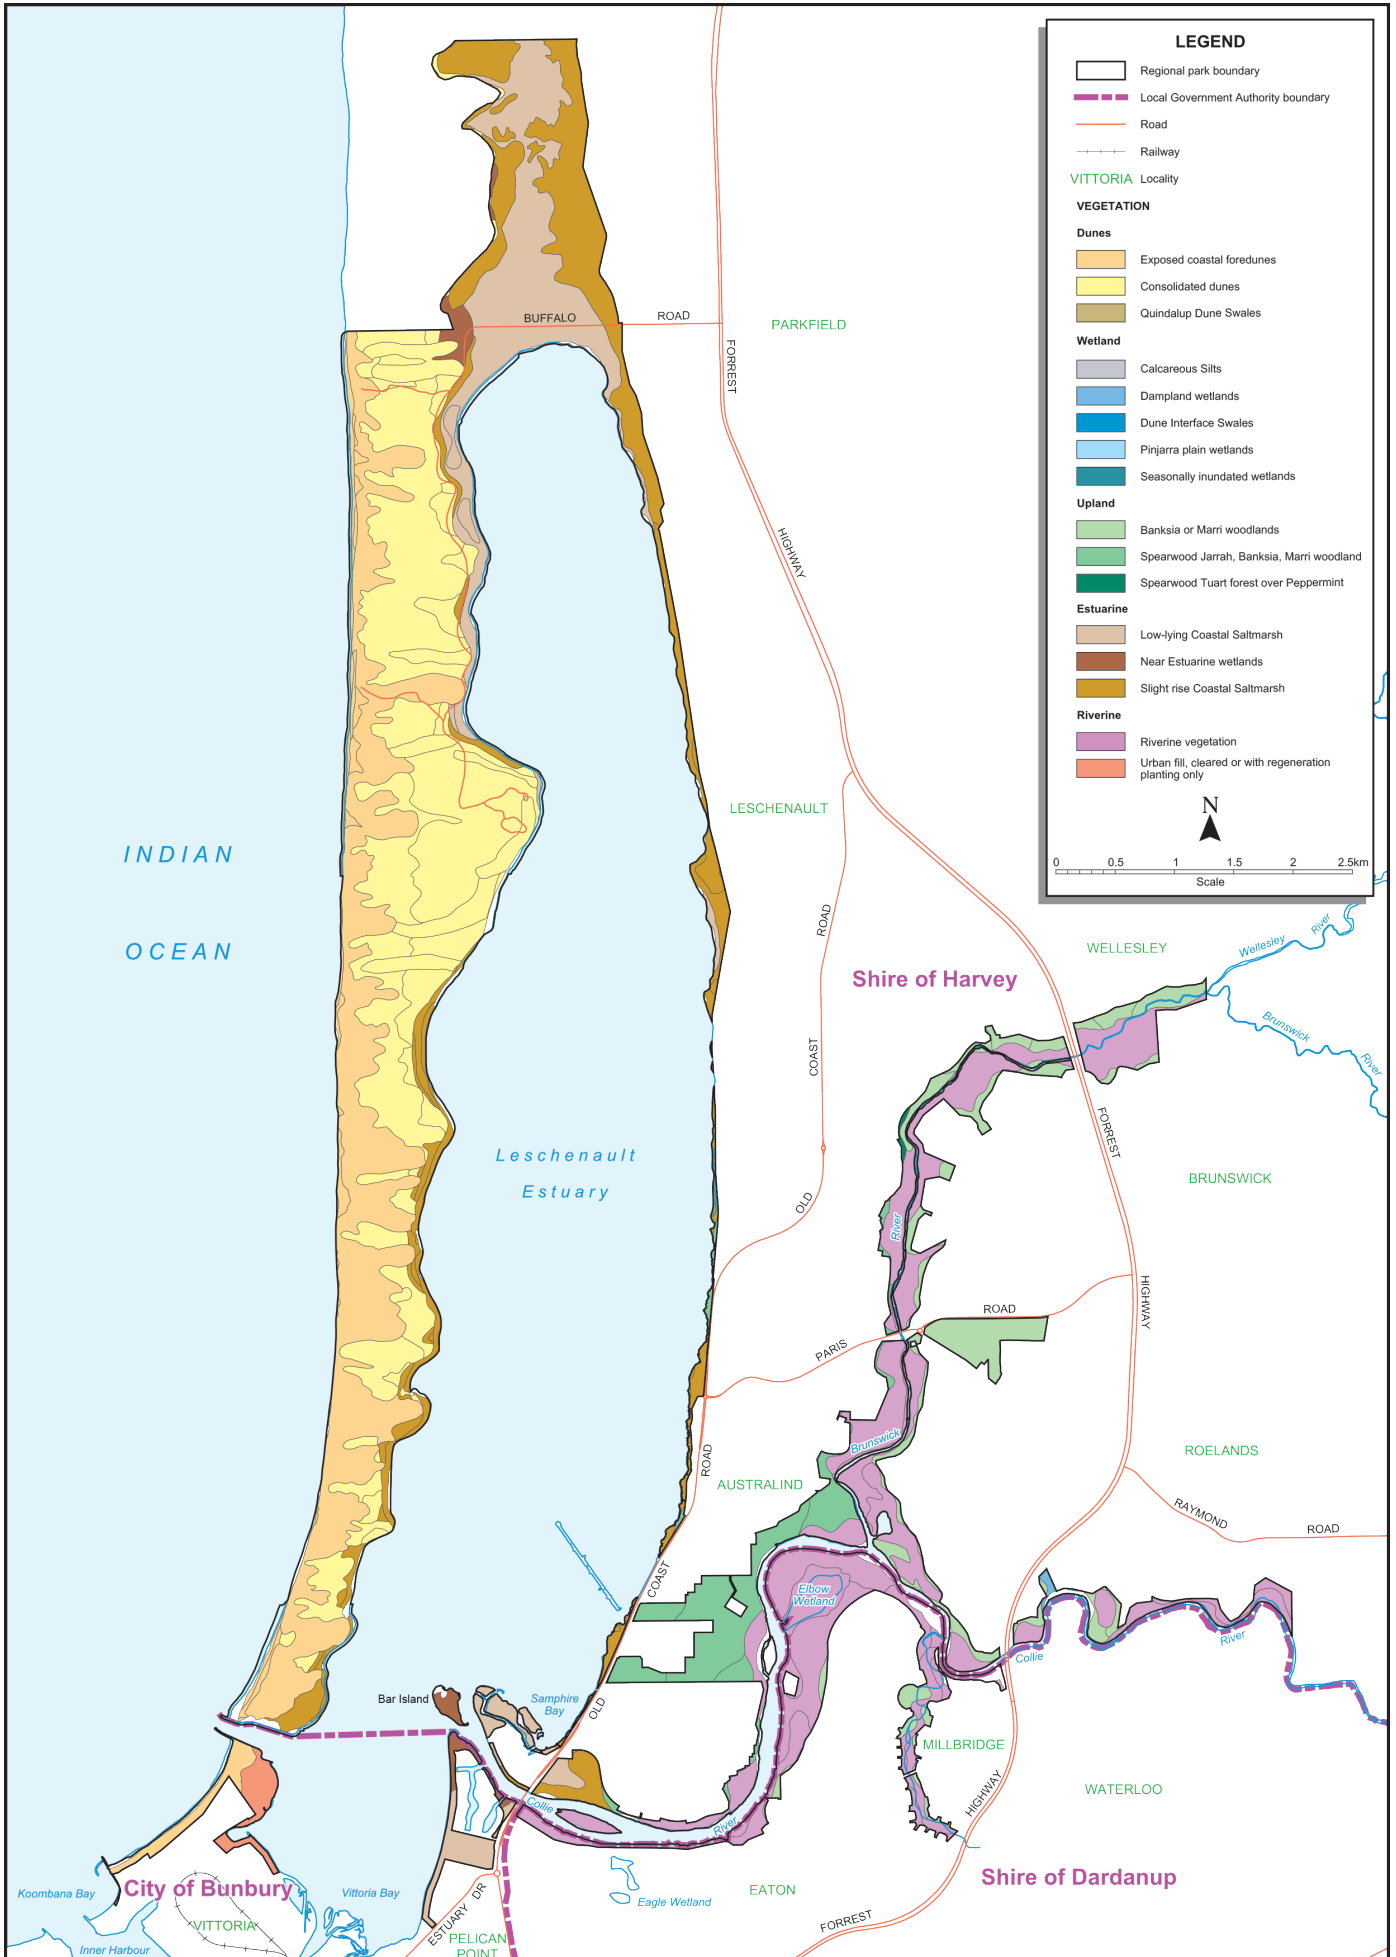 LEGEND
Regional park boundary
Local Government Authority boundary
Road
Railway
VITTORIA Locality
VEGETATION
Dunes
Exposed coastal foredunes
Consolidated dunes
Quindalup Dune Swales
Wetland
Calcareous Silts
Dampland wetlands
Dune Interface Swales
Pinjarra plain wetlands
Seasonally inundated wetlands
Upland
Banksia or Marri woodlands
Spearwood Jarrah, Banksia, Marri woodland
Spearwood Tuart forest over Peppermint
Estuarine
Low-lying Coastal Saltmarsh
Near Estuarine wetlands
Slight rise Coastal Saltmarsh
Riverine
Riverine vegetation
Urban fill, cleared or with regeneration
planting only
N
0 0.5 1 1.5 2 2.5km
Scale
BUFFALO ROAD
PARKFIELD
FORREST
HIGHWAY
LESCHENAULT
INDIAN
OCEAN
ROAD
COAST
OLD
WELLESLEY
Wellesley River
Shire of Harvey
Brunswick River
FORREST
HIGHWAY
BRUNSWICK
Leschenault
Estuary
River
PARIS ROAD
Brunswick
ROELANDS
RAYMOND ROAD
AUSTRALIND
ROAD
COAST
OLD
Elbow
Wetland
Collie River
Bar Island
Samphire
Bay
MILLBRIDGE
WATERLOO
HIGHWAY
FORREST
Collie River
Shire of Dardanup
EATON
Eagle Wetland
Koombana Bay
City of Bunbury
VITTORIA
Vittoria Bay
Inner Harbour
ESTUARY DR
PELICAN
POINT